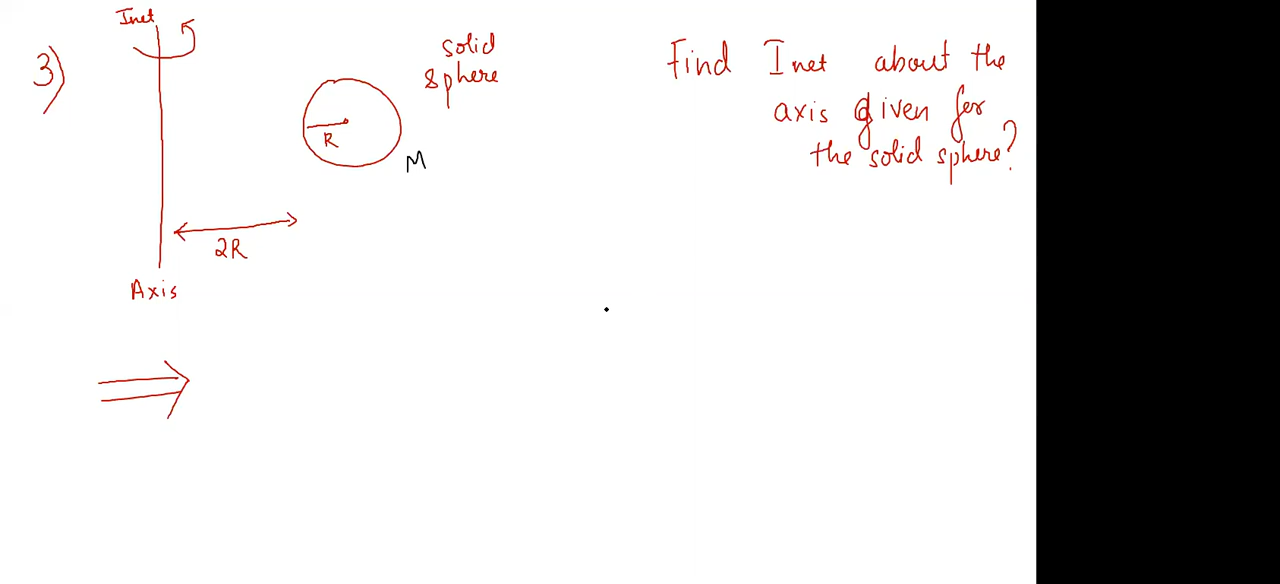 Inet
3)
solid
sphere
R
M
2R
Axis
Find Inet about the
axis given for
the solid sphere?